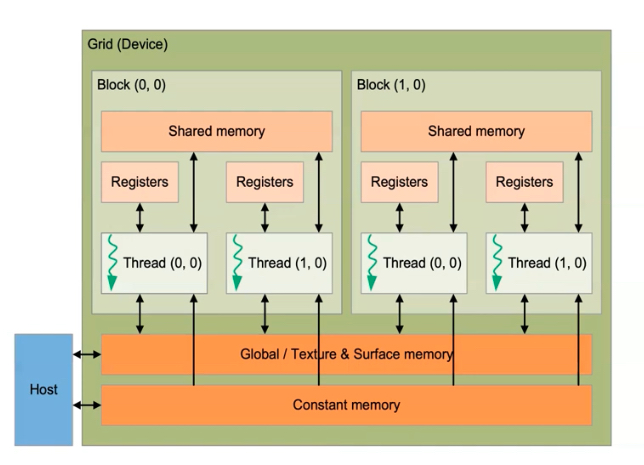 Grid (Device)
Block (0, 0)
Block (1, 0)
Shared memory
Shared memory
Registers
Registers
Registers
Registers
Thread (0, 0)
Thread (1, 0)
Thread (0, 0)
Thread (1, 0)
Host
Global / Texture & Surface memory
Constant memory